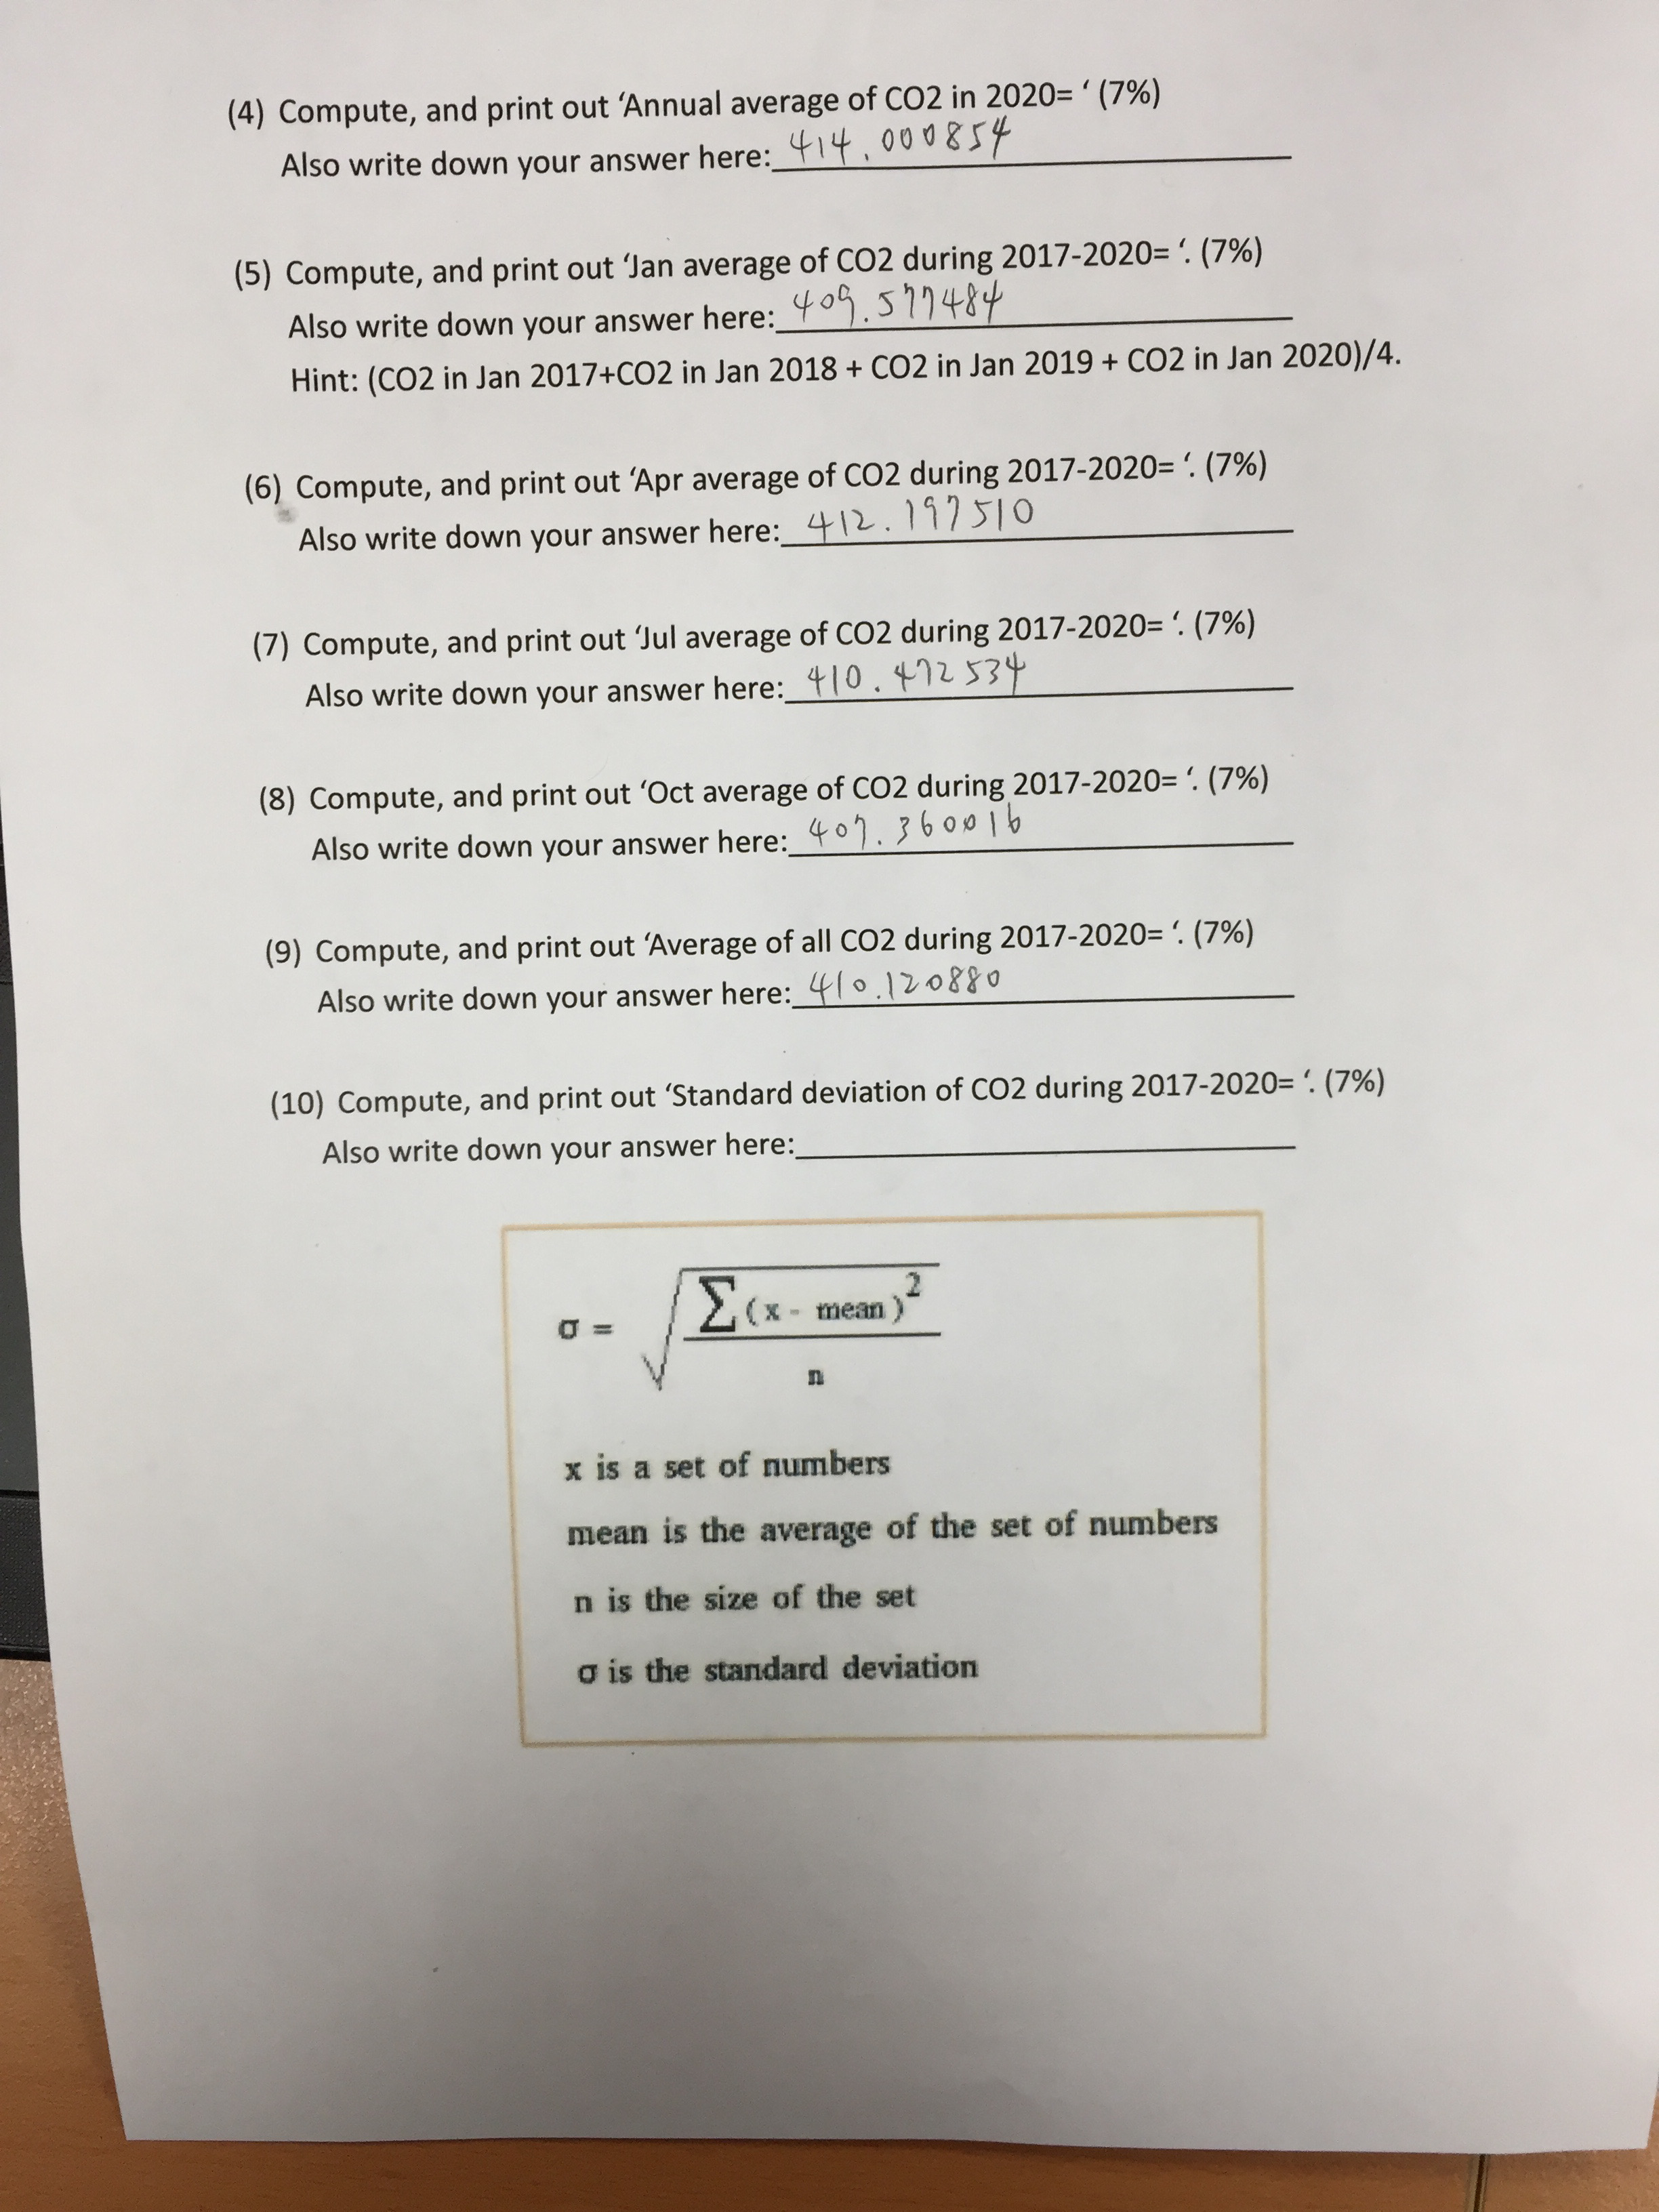 (4) Compute, and print out ‘Annual average of CO2 in 2020= ‘ (7%)
Also write down your answer here: 414.000854
(5) Compute, and print out ‘Jan average of CO2 during 2017-2020= ‘. (7%)
Also write down your answer here: 409.577484
Hint: (CO2 in Jan 2017+CO2 in Jan 2018 + CO2 in Jan 2019 + CO2 in Jan 2020)/4.
(6) Compute, and print out ‘Apr average of CO2 during 2017-2020= ‘. (7%)
Also write down your answer here: 412.197510
(7) Compute, and print out ‘Jul average of CO2 during 2017-2020= ‘. (7%)
Also write down your answer here: 410.472534
(8) Compute, and print out ‘Oct average of CO2 during 2017-2020= ‘. (7%)
Also write down your answer here: 407.360016
(9) Compute, and print out ‘Average of all CO2 during 2017-2020= ‘. (7%)
Also write down your answer here: 410.120880
(10) Compute, and print out ‘Standard deviation of CO2 during 2017-2020= ‘. (7%)
Also write down your answer here:
σ = √(∑(x - mean)²/n)
x is a set of numbers
mean is the average of the set of numbers
n is the size of the set
σ is the standard deviation